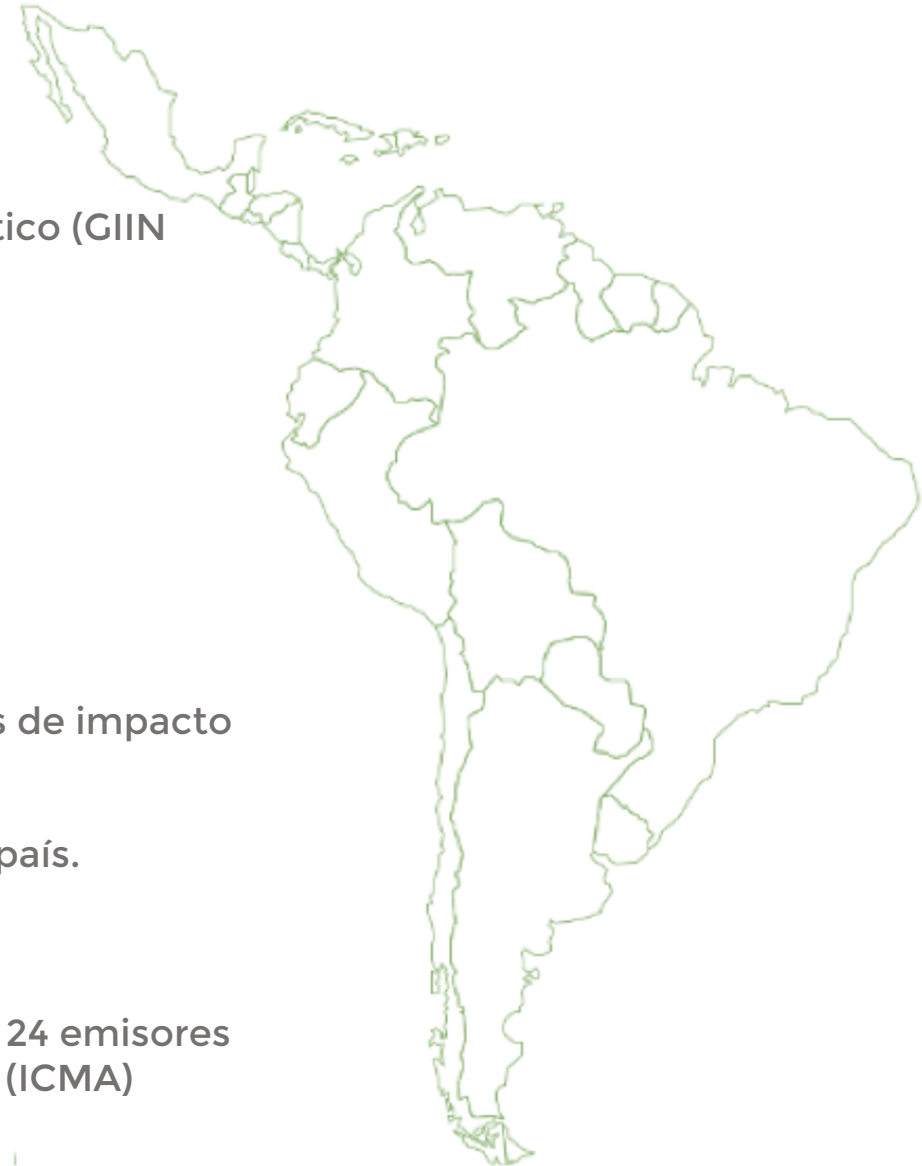 tico (GIIN
s de impacto
país.
24 emisores
(ICMA)